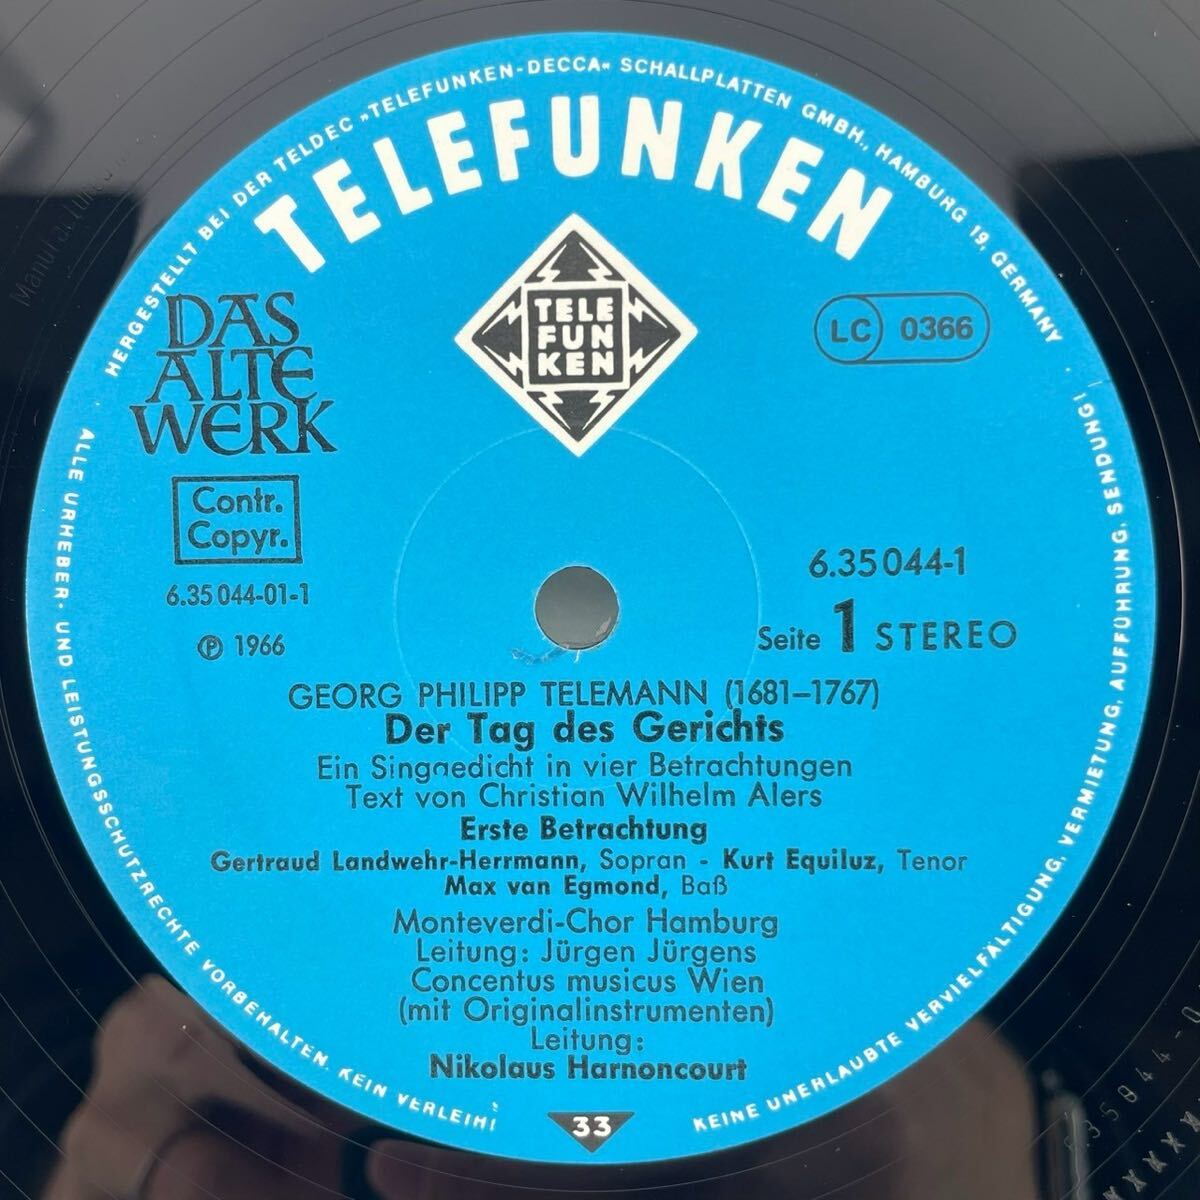 HERGESTELLT BEI DER TELDEC »TELEFUNKEN-DECCA« SCHALLPLATTEN GMBH., HAMBURG 19, GERMANY
TELEFUNKEN
TELE
FUN
KEN
DAS
ALTE
WERK
LC 0366
Contr.
Copyr.
6.35044-01-1
℗ 1966
6.35044-1
Seite 1 STEREO
GEORG PHILIPP TELEMANN (1681–1767)
Der Tag des Gerichts
Ein Singgedicht in vier Betrachtungen
Text von Christian Wilhelm Alers
Erste Betrachtung
Gertraud Landwehr-Herrmann, Sopran - Kurt Equiluz, Tenor
Max van Egmond, Baß
Monteverdi-Chor Hamburg
Leitung: Jürgen Jürgens
Concentus musicus Wien
(mit Originalinstrumenten)
Leitung:
Nikolaus Harnoncourt
33
ALLE URHEBER- UND LEISTUNGSSCHUTZRECHTE VORBEHALTEN. KEIN VERLEIH!
KEINE UNERLAUBTE VERVIELFÄLTIGUNG, VERMIETUNG, AUFFÜHRUNG, SENDUNG!